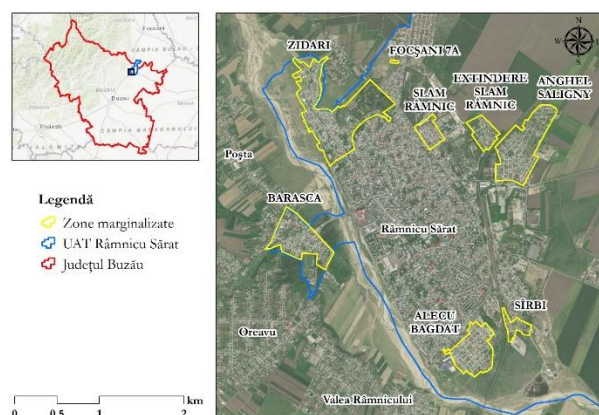 Focșani
CÂMPIA BUZĂU
Buzău
Ploiești
CÂMPIA BĂRĂGANULUI
IALOMIȚA
Legendă
Zone marginalizate
UAT Râmnicu Sărat
Județul Buzău
km
0 0.5 1 2
N
W
E
S
ZIDARI
FOCȘANI 7A
SLAM
RÂMNIC
EXTINDERE
SLAM
RÂMNIC
ANGHEL
SALIGNY
Poșta
BARASCA
Râmnicu Sărat
SÎRBI
ALECU
BAGDAT
Oreavu
Valea Râmnicului